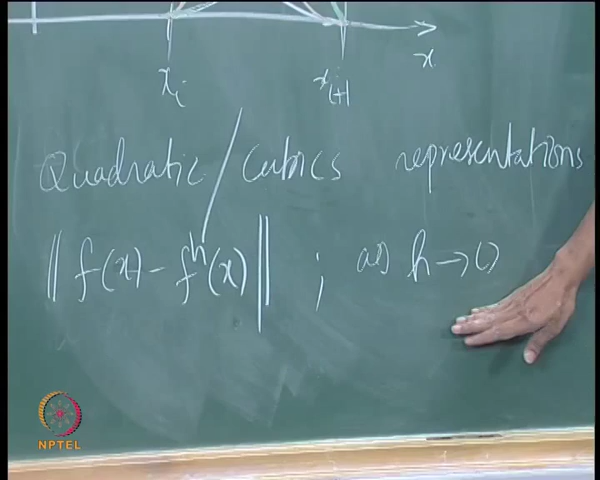 x
x_i x_{i+1}
Quadratic / Cubics representations
‖ f(x) - f^h(x) ‖ ; as h → 0
NPTEL